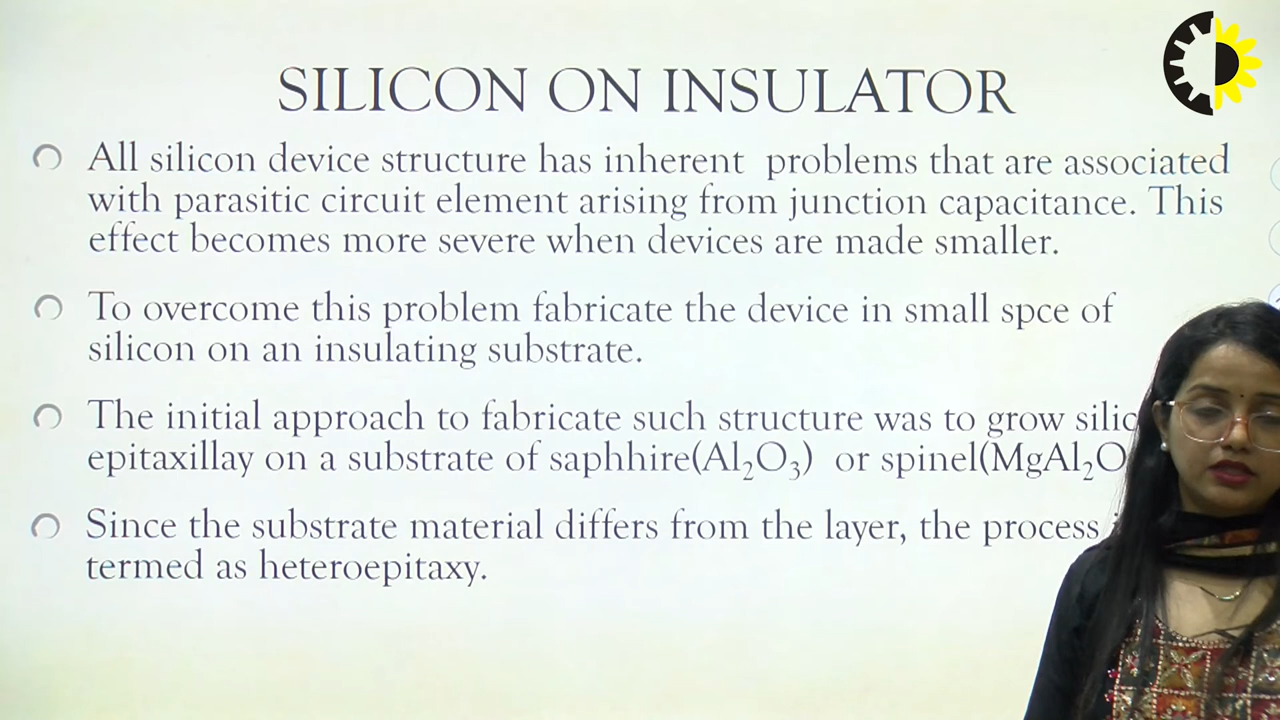 SILICON ON INSULATOR
All silicon device structure has inherent problems that are associated
with parasitic circuit element arising from junction capacitance. This
effect becomes more severe when devices are made smaller.
To overcome this problem fabricate the device in small spce of
silicon on an insulating substrate.
The initial approach to fabricate such structure was to grow
epitaxillay on a substrate of saphhire(Al₂O₃) or
Since the substrate material differs from the layer, the process
termed as heteroepitaxy.